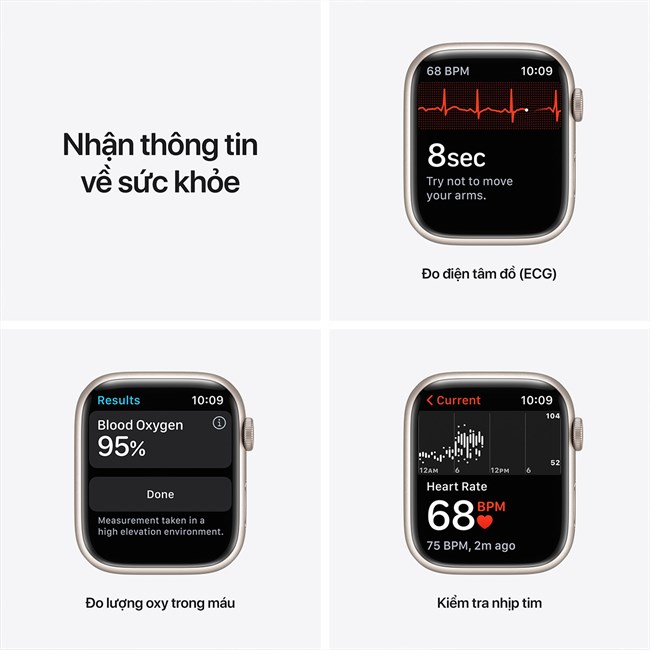 Nhận thông tin
về sức khỏe
68 BPM 10:09
8sec
Try not to move
your arms.
Đo điện tâm đồ (ECG)
Results 10:09
Blood Oxygen
95%
Done
Measurement taken in a
high elevation environment.
Đo lượng oxy trong máu
Current 10:09
104
52
12AM 6 12PM 6
Heart Rate
68 BPM
75 BPM, 2m ago
Kiểm tra nhịp tim